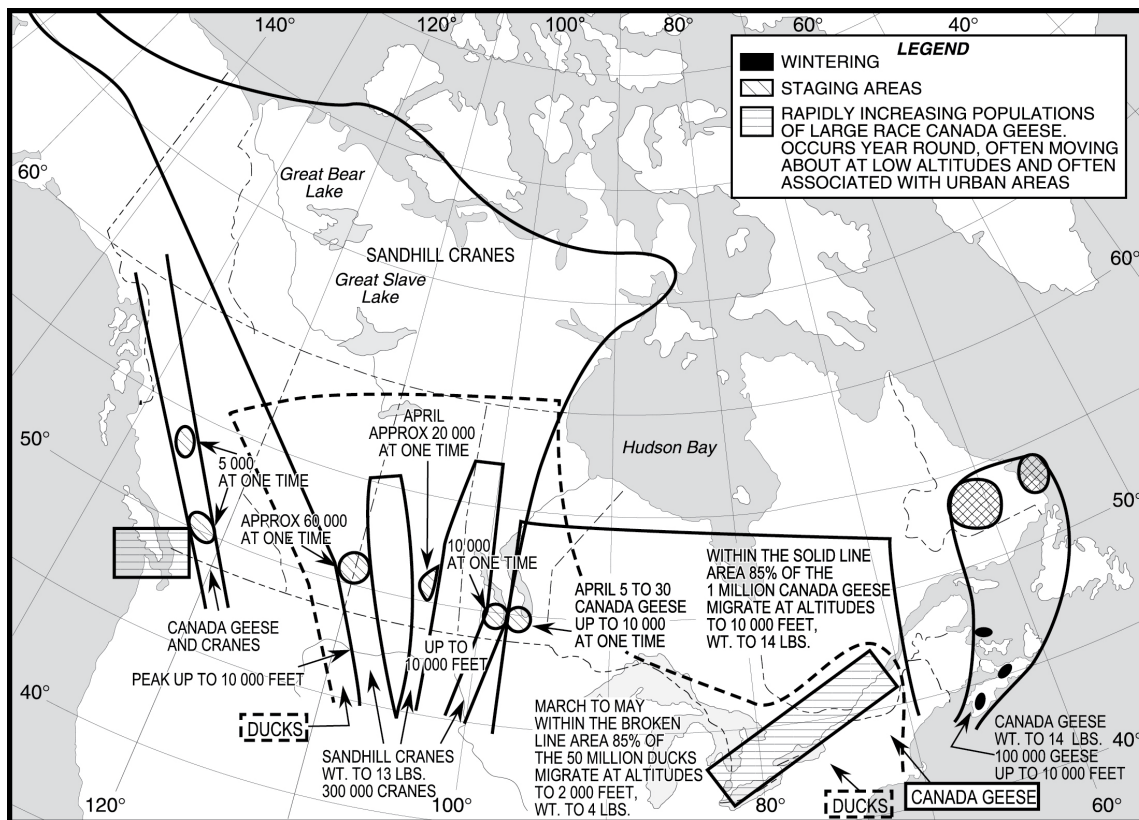 140°
120°
100°
80°
60°
40°
LEGEND
WINTERING
STAGING AREAS
RAPIDLY INCREASING POPULATIONS
OF LARGE RACE CANADA GEESE.
OCCURS YEAR ROUND, OFTEN MOVING
ABOUT AT LOW ALTITUDES AND OFTEN
ASSOCIATED WITH URBAN AREAS
60°
Great Bear
Lake
SANDHILL CRANES
Great Slave
Lake
60°
50°
APRIL
APPROX 20 000
AT ONE TIME
Hudson Bay
5 000
AT ONE TIME
50°
APPROX 60 000
AT ONE TIME
10 000
AT ONE TIME
WITHIN THE SOLID LINE
AREA 85% OF THE
1 MILLION CANADA GEESE
MIGRATE AT ALTITUDES
TO 10 000 FEET,
WT. TO 14 LBS.
APRIL 5 TO 30
CANADA GEESE
UP TO 10 000
AT ONE TIME
CANADA GEESE
AND CRANES
UP TO
10 000 FEET
PEAK UP TO 10 000 FEET
40°
DUCKS
MARCH TO MAY
WITHIN THE BROKEN
LINE AREA 85% OF
THE 50 MILLION DUCKS
MIGRATE AT ALTITUDES
TO 2 000 FEET,
WT. TO 4 LBS.
SANDHILL CRANES
WT. TO 13 LBS.
300 000 CRANES
CANADA GEESE
WT. TO 14 LBS.
100 000 GEESE
UP TO 10 000 FEET
40°
120°
100°
80°
DUCKS
CANADA GEESE
60°